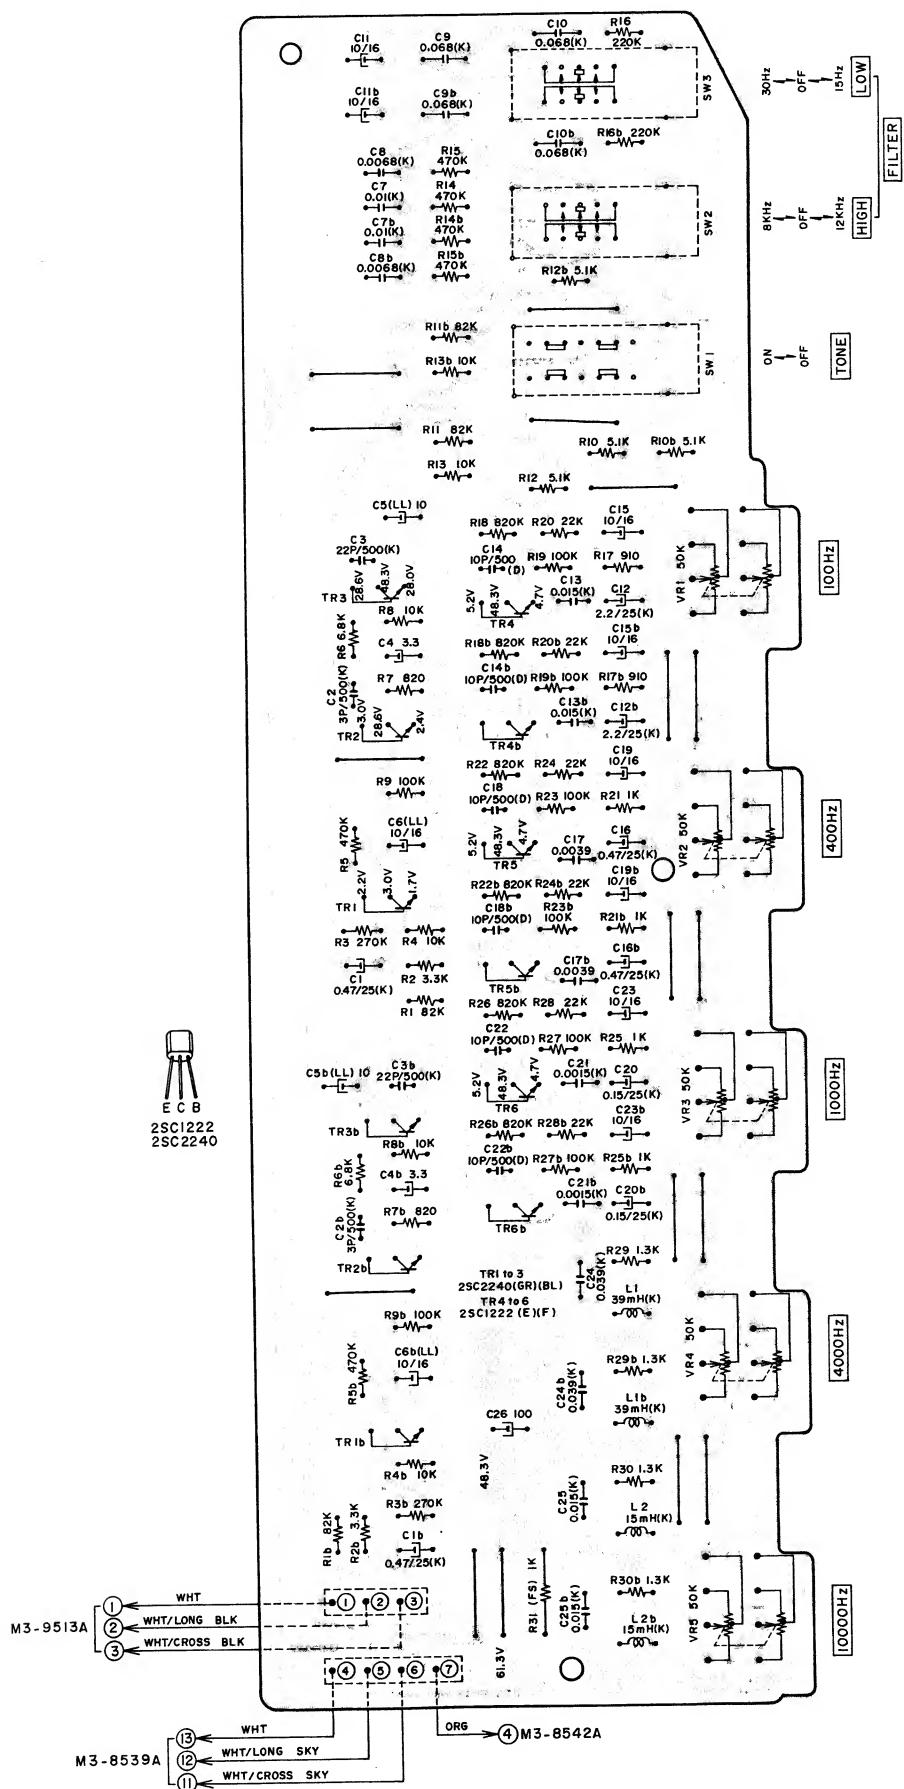 C10
0.068(K)
R16
220K
C11
10/16
C9
0.068(K)
SW3
30Hz
OFF
15Hz
LOW
C11b
10/16
C9b
0.068(K)
C10b
0.068(K)
R16b 220K
FILTER
C8
0.0068(K)
R15
470K
C7
0.01(K)
R14
470K
C7b
0.01(K)
R14b
470K
C8b
0.0068(K)
R15b
470K
SW2
8KHz
OFF
12KHz
HIGH
R12b 5.1K
R11b 82K
R13b 10K
SW1
ON
OFF
TONE
R11 82K
R13 10K
R10 5.1K
R10b 5.1K
R12 5.1K
C5(LL) 10
R18 820K
R20 22K
C15
10/16
C3
22P/500(K)
C14
10P/500
(D)
R19 100K
R17 910
28.6V
48.3V
28.0V
TR3
C13
0.015(K)
C12
2.2/25(K)
5.2V
48.3V
4.7V
TR4
VR1 50K
100Hz
R8 10K
R6 6.8K
C4 3.3
R18b 820K
R20b 22K
C15b
10/16
C14b
10P/500(D)
R19b 100K
R17b 910
C2
3P/500(K)
R7 820
3.0V
28.6V
2.4V
TR2
TR4b
C13b
0.015(K)
C12b
2.2/25(K)
R22 820K
R24 22K
C19
10/16
R9 100K
C18
10P/500(D)
R23 100K
R21 1K
R5 470K
C6(LL)
10/16
5.2V
48.3V
4.7V
TR5
C17
0.0039
C16
0.47/25(K)
VR2 50K
400Hz
2.2V
3.0V
1.7V
TR1
R22b 820K
R24b 22K
C19b
10/16
C18b
10P/500(D)
R23b
100K
R21b 1K
R3 270K
R4 10K
C1
0.47/25(K)
R2 3.3K
R1 82K
TR5b
C17b
0.0039
C16b
0.47/25(K)
R26 820K
R28 22K
C23
10/16
C22
10P/500(D)
R27 100K
R25 1K
E C B
2SC1222
2SC2240
C5b(LL) 10
C3b
22P/500(K)
5.2V
48.3V
4.7V
TR6
C21
0.0015(K)
C20
0.15/25(K)
VR3 50K
1000Hz
TR3b
R8b 10K
R26b 820K
R28b 22K
C23b
10/16
C22b
10P/500(D)
R27b 100K
R25b 1K
R6b
6.8K
C4b 3.3
C21b
0.0015(K)
C20b
0.15/25(K)
C2b
3P/500(K)
R7b 820
TR6b
TR2b
TR1 to 3
2SC2240(GR)(BL)
TR4 to 6
2SC1222 (E)(F)
C24
0.039(K)
R29 1.3K
L1
39mH(K)
R9b 100K
VR4 50K
4000Hz
R5b 470K
C6b(LL)
10/16
R29b 1.3K
C24b
0.039(K)
L1b
39mH(K)
TR1b
C26 100
48.3V
R4b 10K
R30 1.3K
C25
0.015(K)
L2
15mH(K)
R1b 82K
R2b 3.3K
R3b 270K
C1b
0.47/25(K)
61.3V
R31 (FS) 1K
C25b
0.015(K)
R30b 1.3K
L2b
15mH(K)
VR5 50K
10000Hz
M3-9513A
1 WHT 1 2 3
2 WHT/LONG BLK
3 WHT/CROSS BLK
4 5 6 7
M3-8539A
13 WHT
12 WHT/LONG SKY
11 WHT/CROSS SKY
ORG 4 M3-8542A